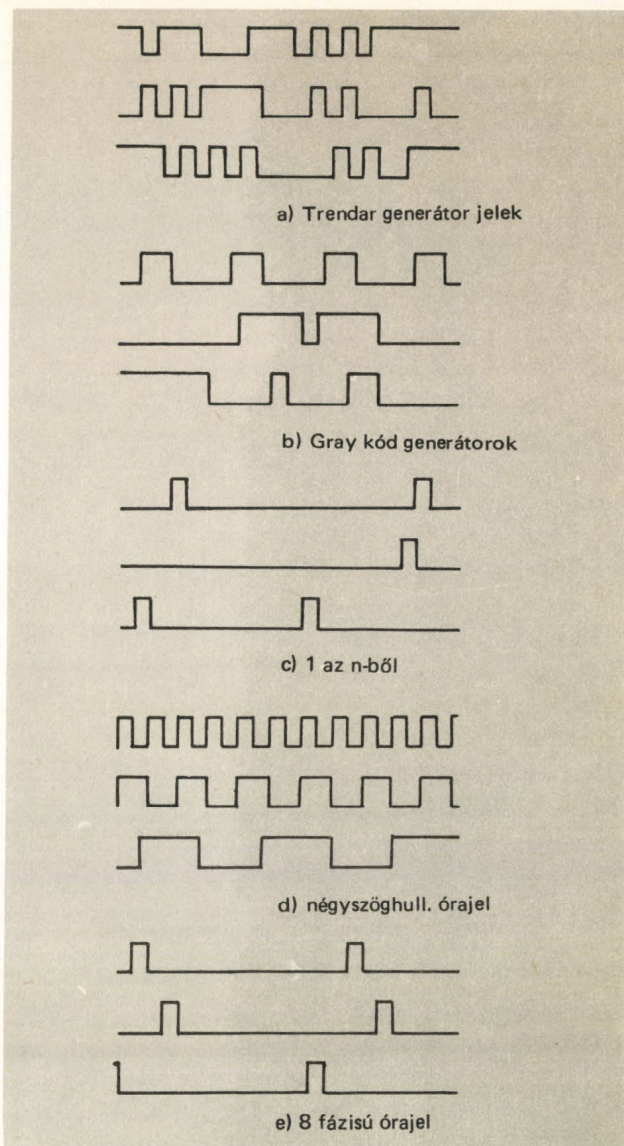 a) Trendar generátor jelek
b) Gray kód generátorok
c) 1 az n-ből
d) négyszöghull. órajel
e) 8 fázisú órajel